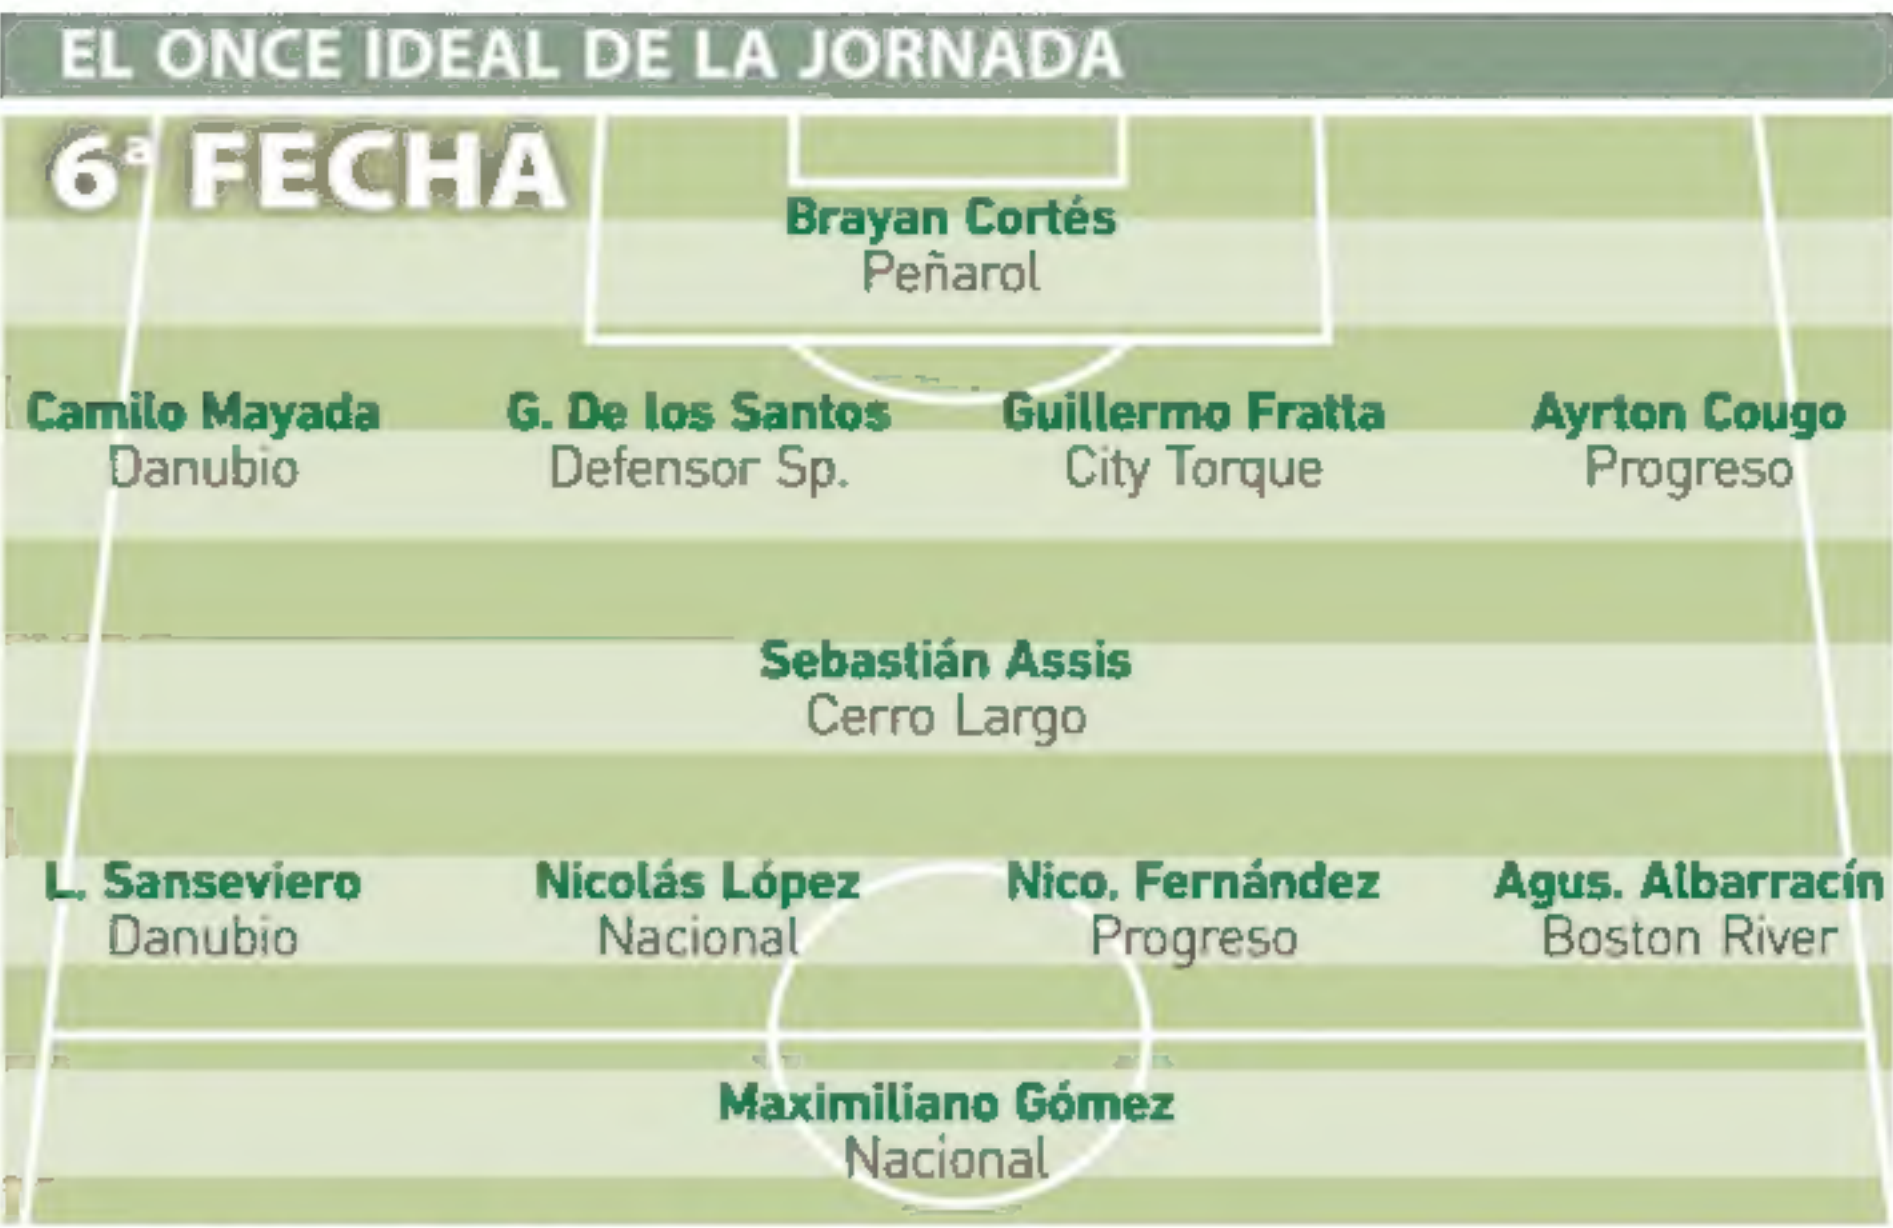 EL ONCE IDEAL DE LA JORNADA
6ª FECHA
Brayan Cortés
Peñarol
Camilo Mayada
Danubio
G. De los Santos
Defensor Sp.
Guillermo Fratta
City Torque
Ayrton Cougo
Progreso
Sebastián Assis
Cerro Largo
L. Sanseviero
Danubio
Nicolás López
Nacional
Nico. Fernández
Progreso
Agus. Albarracín
Boston River
Maximiliano Gómez
Nacional